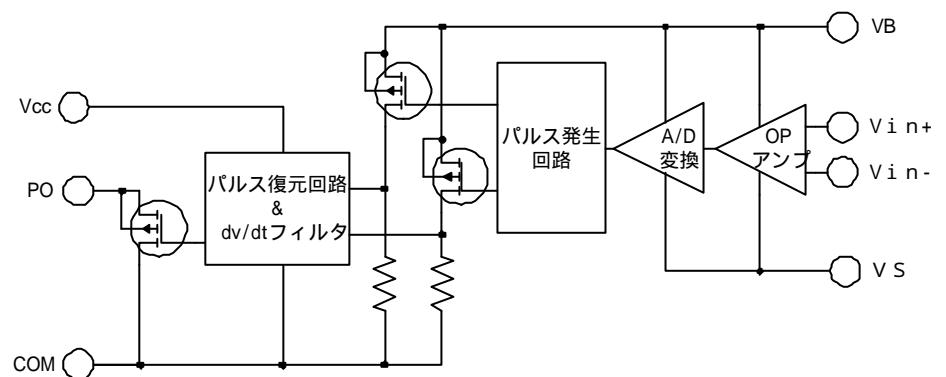 VB
Vcc
パルス発生
回路
A/D
変換
OP
アンプ
Vin+
Vin-
PO
パルス復元回路
&
dv/dtフィルタ
VS
COM